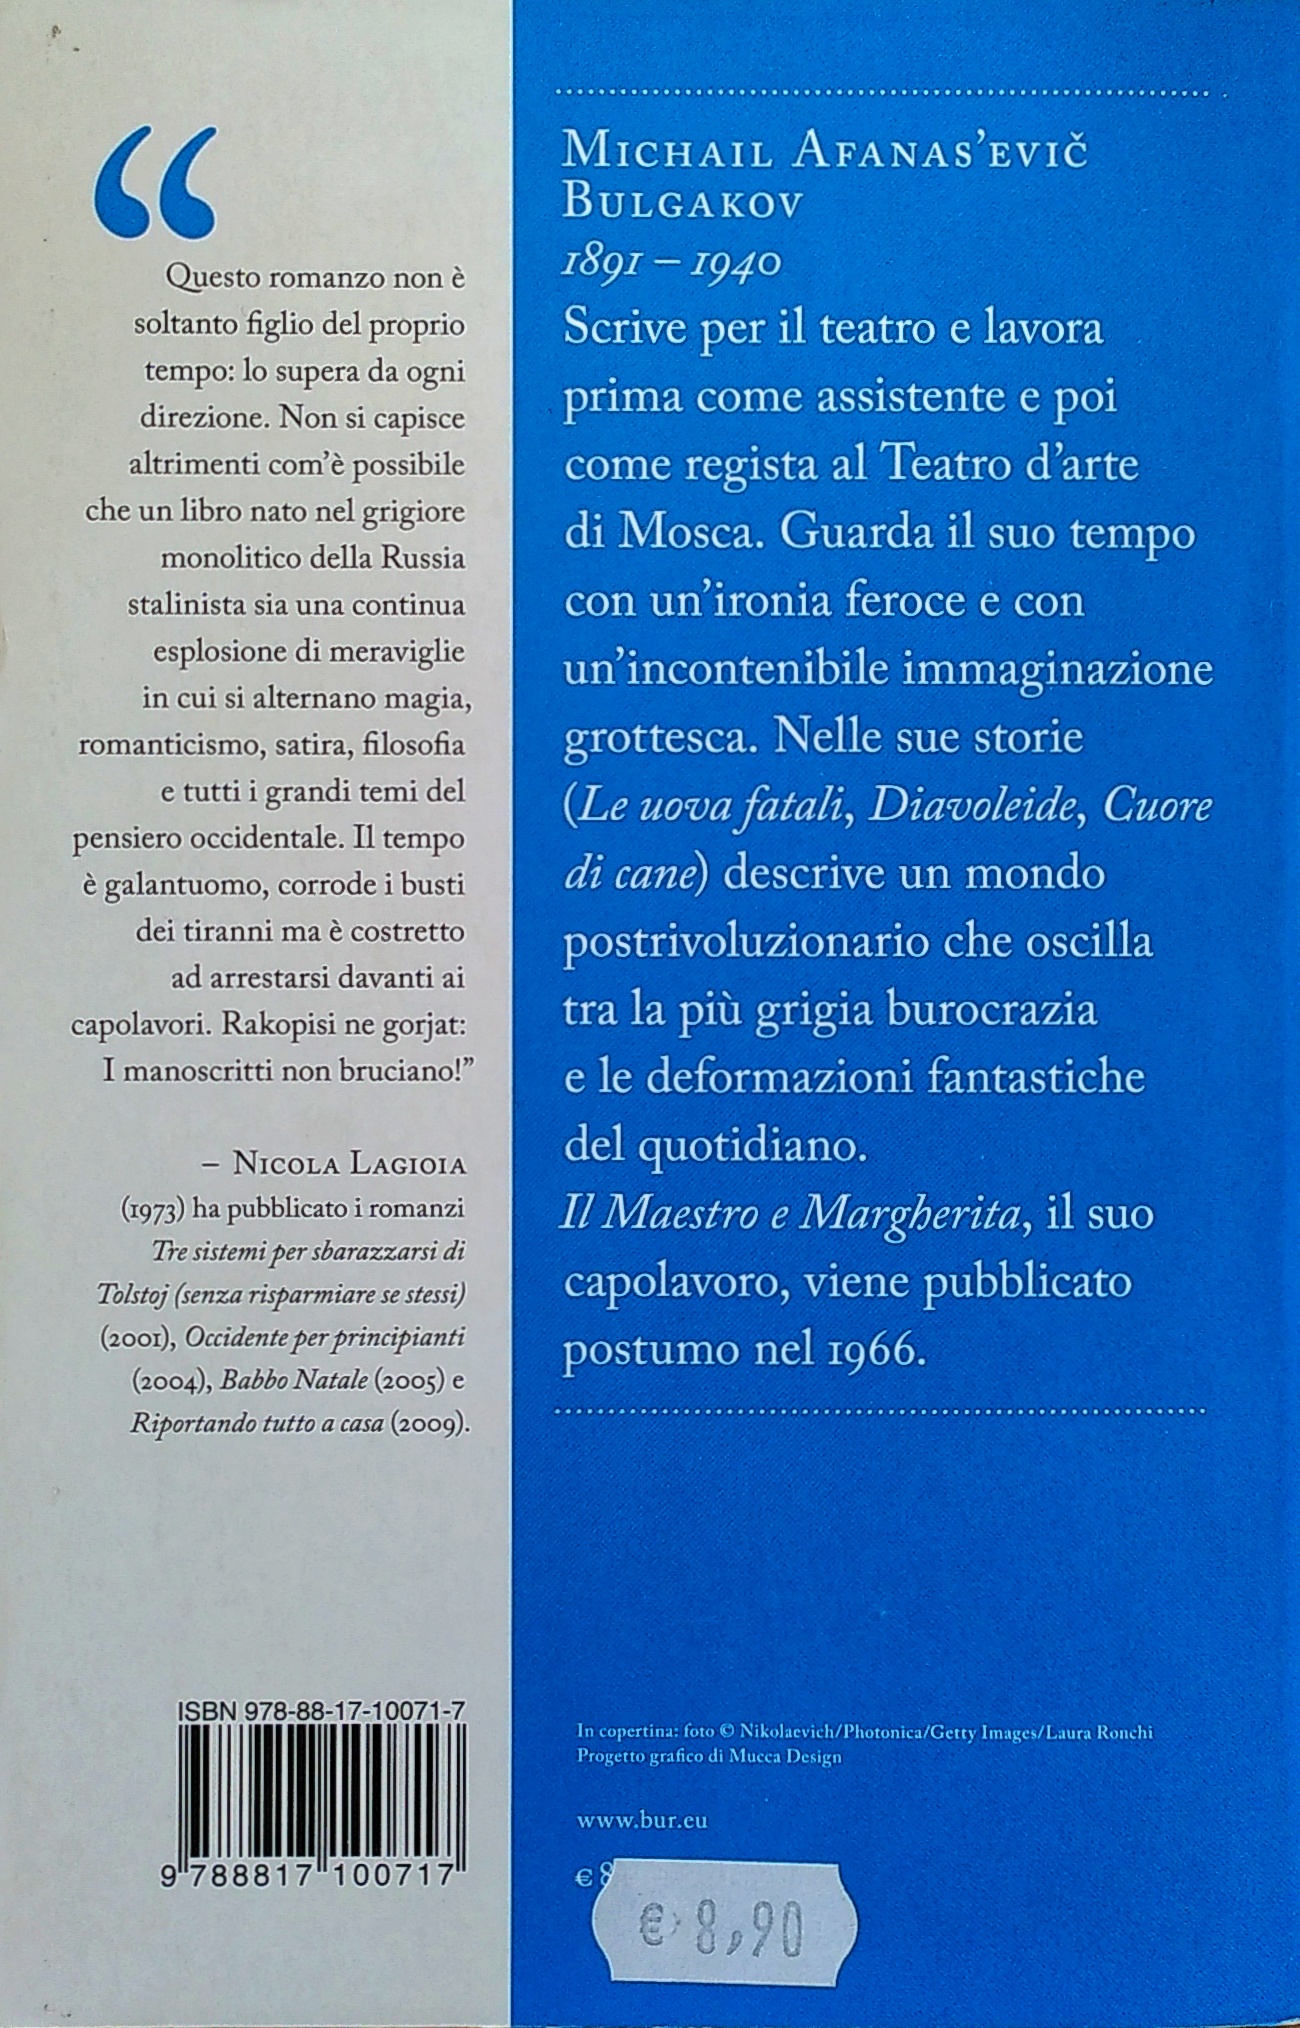 “
Questo romanzo non è
soltanto figlio del proprio
tempo: lo supera da ogni
direzione. Non si capisce
altrimenti com’è possibile
che un libro nato nel grigiore
monolitico della Russia
stalinista sia una continua
esplosione di meraviglie
in cui si alternano magia,
romanticismo, satira, filosofia
e tutti i grandi temi del
pensiero occidentale. Il tempo
è galantuomo, corrode i busti
dei tiranni ma è costretto
ad arrestarsi davanti ai
capolavori. Rakopisi ne gorjat:
I manoscritti non bruciano!”
– Nicola Lagioia
(1973) ha pubblicato i romanzi
Tre sistemi per sbarazzarsi di
Tolstoj (senza risparmiare se stessi)
(2001), Occidente per principianti
(2004), Babbo Natale (2005) e
Riportando tutto a casa (2009).
ISBN 978-88-17-10071-7
9 788817 100717
Michail Afanas’evič
Bulgakov
1891 – 1940
Scrive per il teatro e lavora
prima come assistente e poi
come regista al Teatro d’arte
di Mosca. Guarda il suo tempo
con un’ironia feroce e con
un’incontenibile immaginazione
grottesca. Nelle sue storie
(Le uova fatali, Diavoleide, Cuore
di cane) descrive un mondo
postrivoluzionario che oscilla
tra la più grigia burocrazia
e le deformazioni fantastiche
del quotidiano.
Il Maestro e Margherita, il suo
capolavoro, viene pubblicato
postumo nel 1966.
In copertina: foto © Nikolaevich/Photonica/Getty Images/Laura Ronchi
Progetto grafico di Mucca Design
www.bur.eu
€ 8
€ 8,90